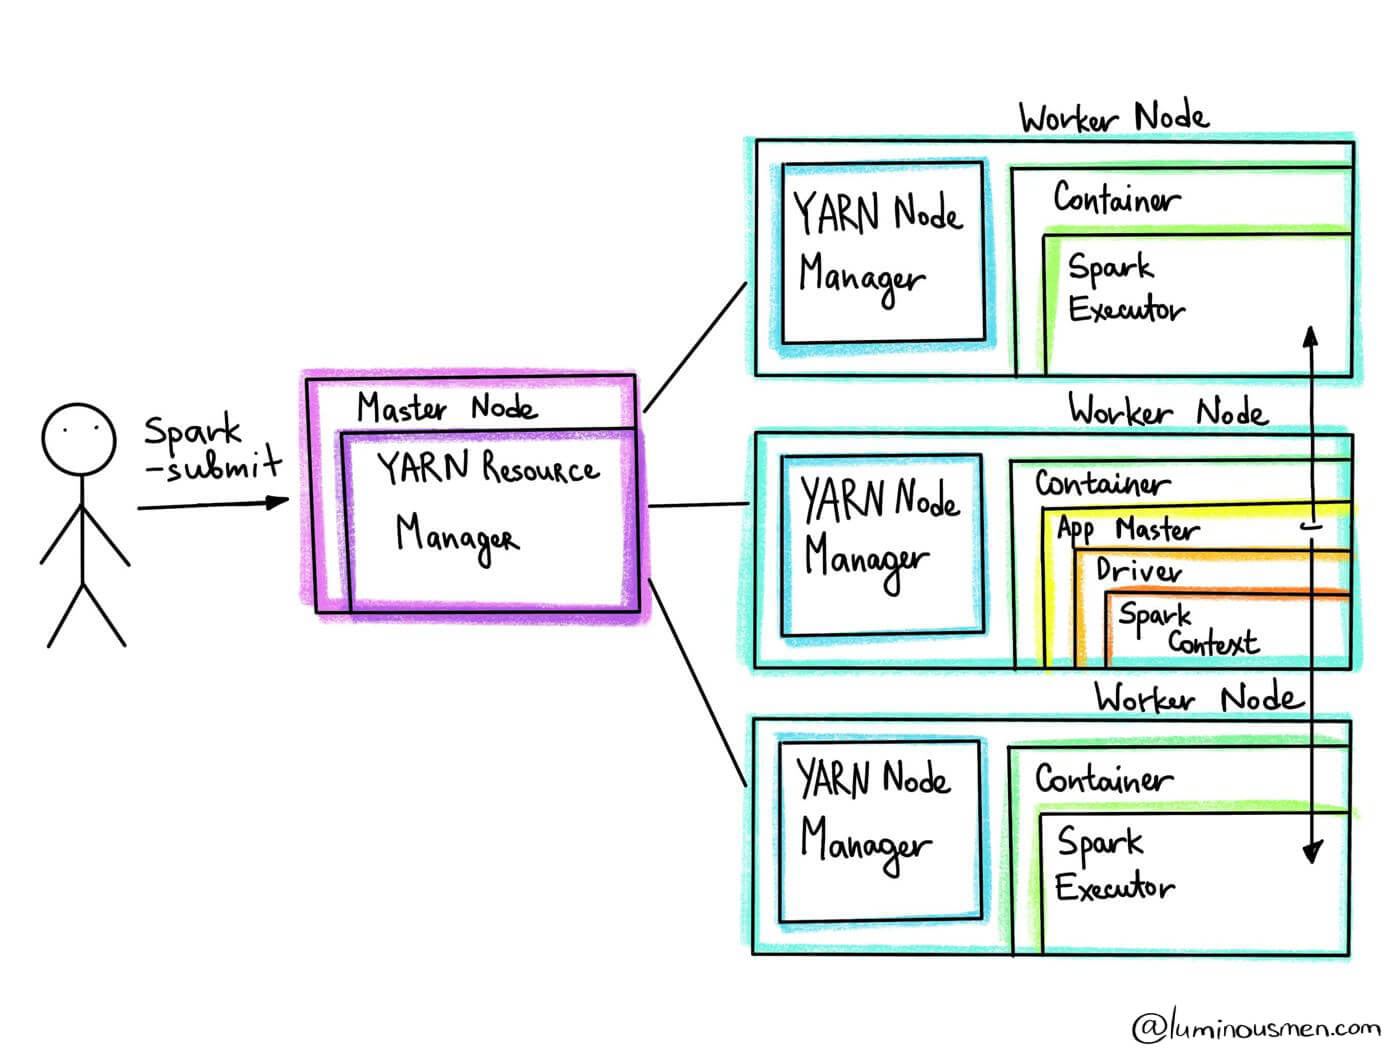 Spark
-submit
Master Node
YARN Resource
Manager
Worker Node
YARN Node
Manager
Container
Spark
Executor
Worker Node
YARN Node
Manager
Container
App Master
Driver
Spark
Context
Worker Node
YARN Node
Manager
Container
Spark
Executor
@luminousmen.com